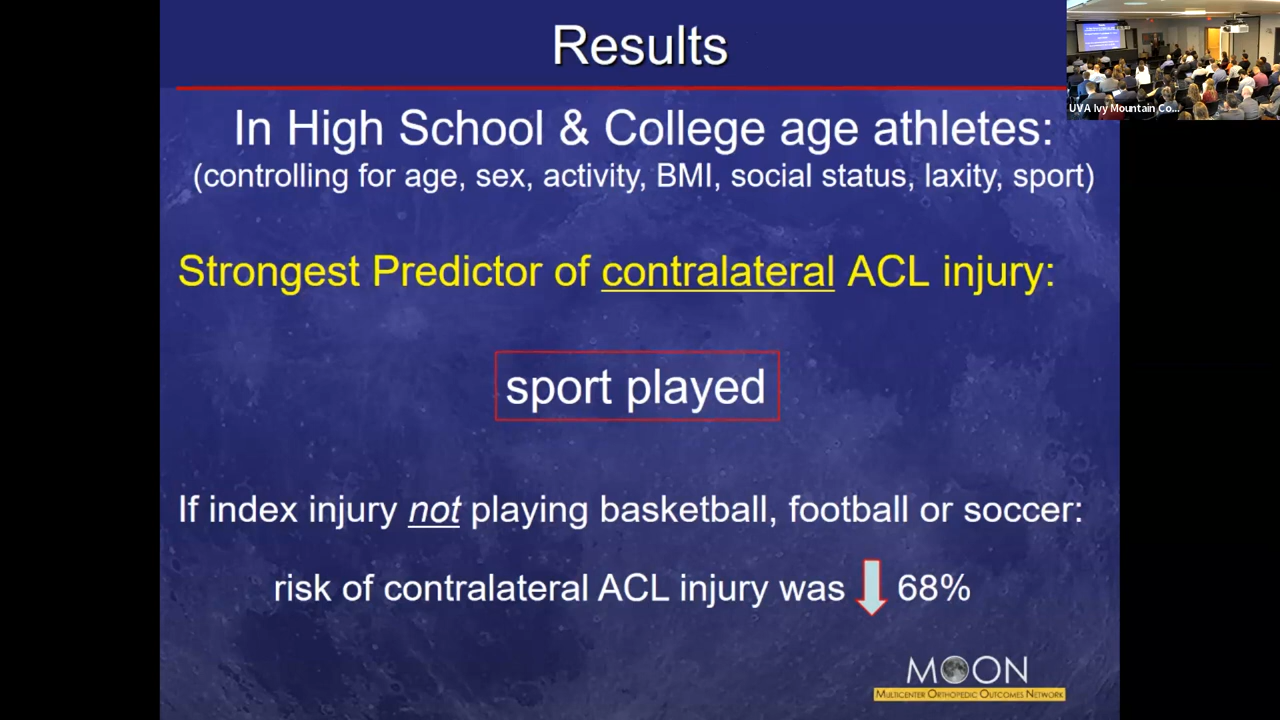 Results
In High School & College age athletes:
(controlling for age, sex, activity, BMI, social status, laxity, sport)
Strongest Predictor of contralateral ACL injury:
sport played
If index injury not playing basketball, football or soccer:
risk of contralateral ACL injury was 68%
MOON
MULTICENTER ORTHOPEDIC OUTCOMES NETWORK
UVA Ivy Mountain Co...